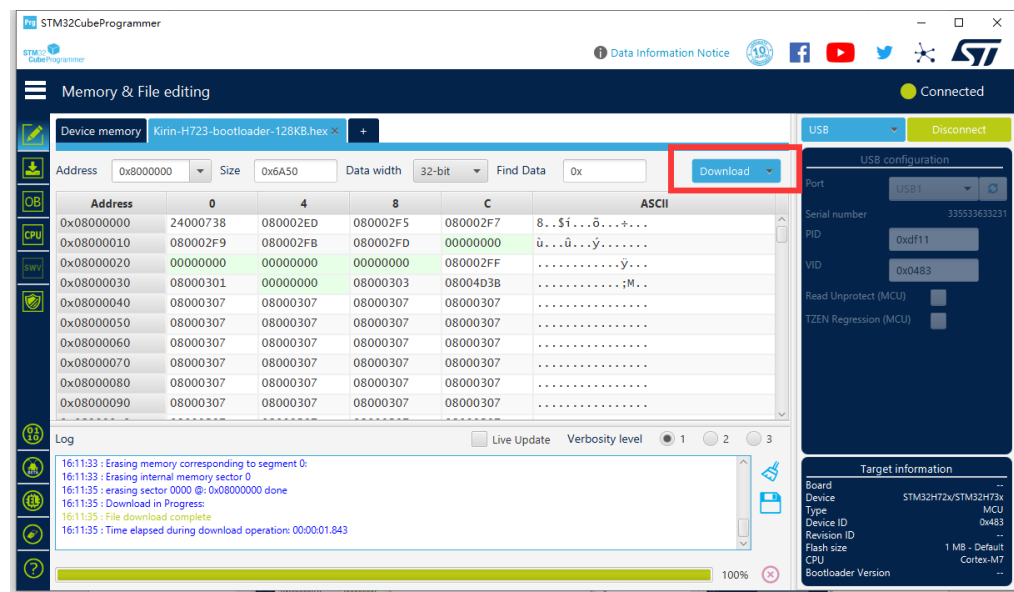 Prg STM32CubeProgrammer
STM32 CubeProgrammer
Data Information Notice
10
Memory & File editing
Connected
Device memory
Kirin-H723-bootloader-128KB.hex
+
USB
Disconnect
Address 0x8000000 Size 0x6A50 Data width 32-bit Find Data 0x Download
Address 0 4 8 C ASCII
0x08000000 24000738 080002ED 080002F5 080002F7 8..$í...õ...÷...
0x08000010 080002F9 080002FB 080002FD 00000000 ù...û...ý.......
0x08000020 00000000 00000000 00000000 080002FF ............ÿ...
0x08000030 08000301 00000000 08000303 08004D3B ............;M..
0x08000040 08000307 08000307 08000307 08000307 ................
0x08000050 08000307 08000307 08000307 08000307 ................
0x08000060 08000307 08000307 08000307 08000307 ................
0x08000070 08000307 08000307 08000307 08000307 ................
0x08000080 08000307 08000307 08000307 08000307 ................
0x08000090 08000307 08000307 08000307 08000307 ................
OB
CPU
SWV
Log
Live Update Verbosity level 1 2 3
16:11:33 : Erasing memory corresponding to segment 0:
16:11:33 : Erasing internal memory sector 0
16:11:35 : erasing sector 0000 @: 0x08000000 done
16:11:35 : Download in Progress:
16:11:35 : File download complete
16:11:35 : Time elapsed during download operation: 00:00:01.843
100%
USB configuration
Port USB1
Serial number 335533633231
PID 0xdf11
VID 0x0483
Read Unprotect (MCU)
TZEN Regression (MCU)
Target information
Board --
Device STM32H72x/STM32H73x
Type MCU
Device ID 0x483
Revision ID --
Flash size 1 MB - Default
CPU Cortex-M7
Bootloader Version --